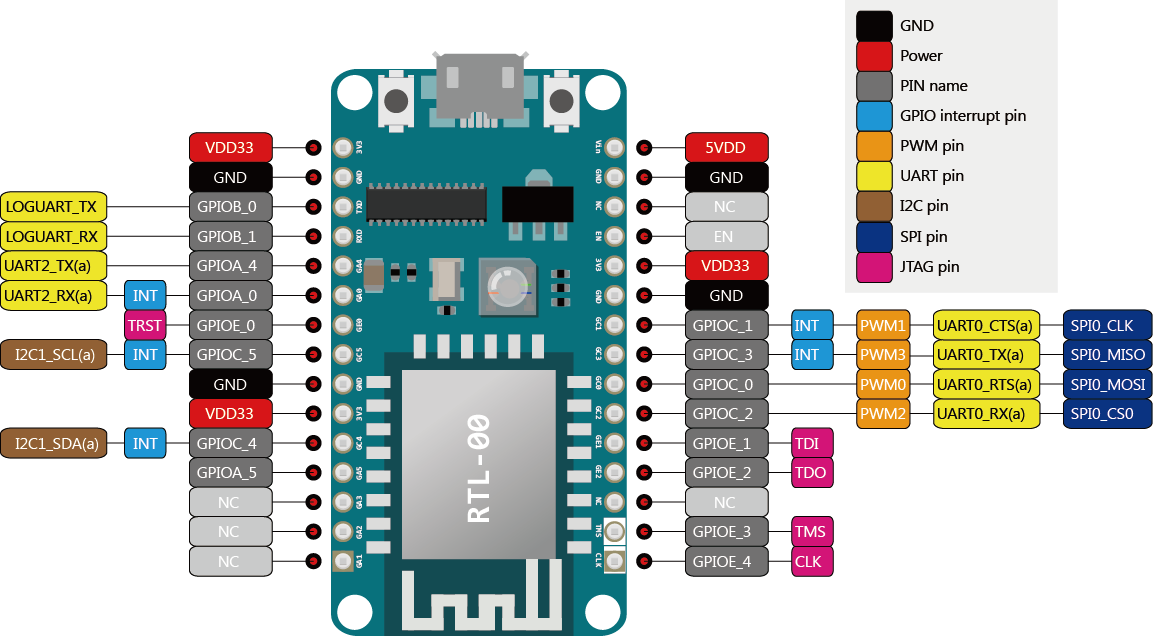 GND
Power
PIN name
GPIO interrupt pin
PWM pin
UART pin
I2C pin
SPI pin
JTAG pin
VDD33 3V3 Vin 5VDD
GND GND GND GND
LOGUART_TX GPIOB_0 TXD NC NC
LOGUART_RX GPIOB_1 RXD EN EN
UART2_TX(a) GPIOA_4 GA4 3V3 VDD33
UART2_RX(a) INT GPIOA_0 GA0 GND GND
TRST GPIOE_0 GE0 GC1 GPIOC_1 INT PWM1 UART0_CTS(a) SPI0_CLK
I2C1_SCL(a) INT GPIOC_5 GC5 GC3 GPIOC_3 INT PWM3 UART0_TX(a) SPI0_MISO
GND GND GC0 GPIOC_0 PWM0 UART0_RTS(a) SPI0_MOSI
VDD33 3V3 GC2 GPIOC_2 PWM2 UART0_RX(a) SPI0_CS0
I2C1_SDA(a) INT GPIOC_4 GC4 GE1 GPIOE_1 TDI
GPIOA_5 GA5 GE2 GPIOE_2 TDO
NC GA3 NC NC
NC GA2 TMS GPIOE_3 TMS
NC GA1 CLK GPIOE_4 CLK
RTL-00